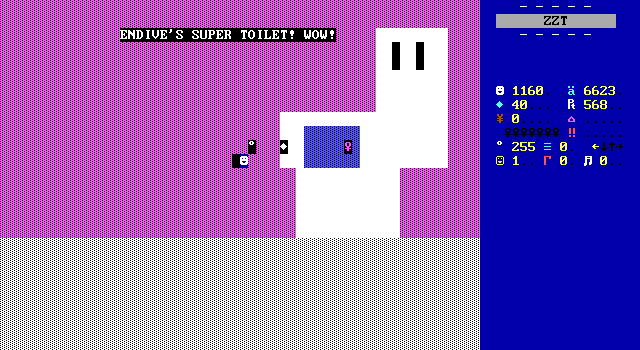 ENDIVE'S SUPER TOILET! WOW!
ZZT
1160 ä 6623
40 R 568
0
255 0
1 0 0